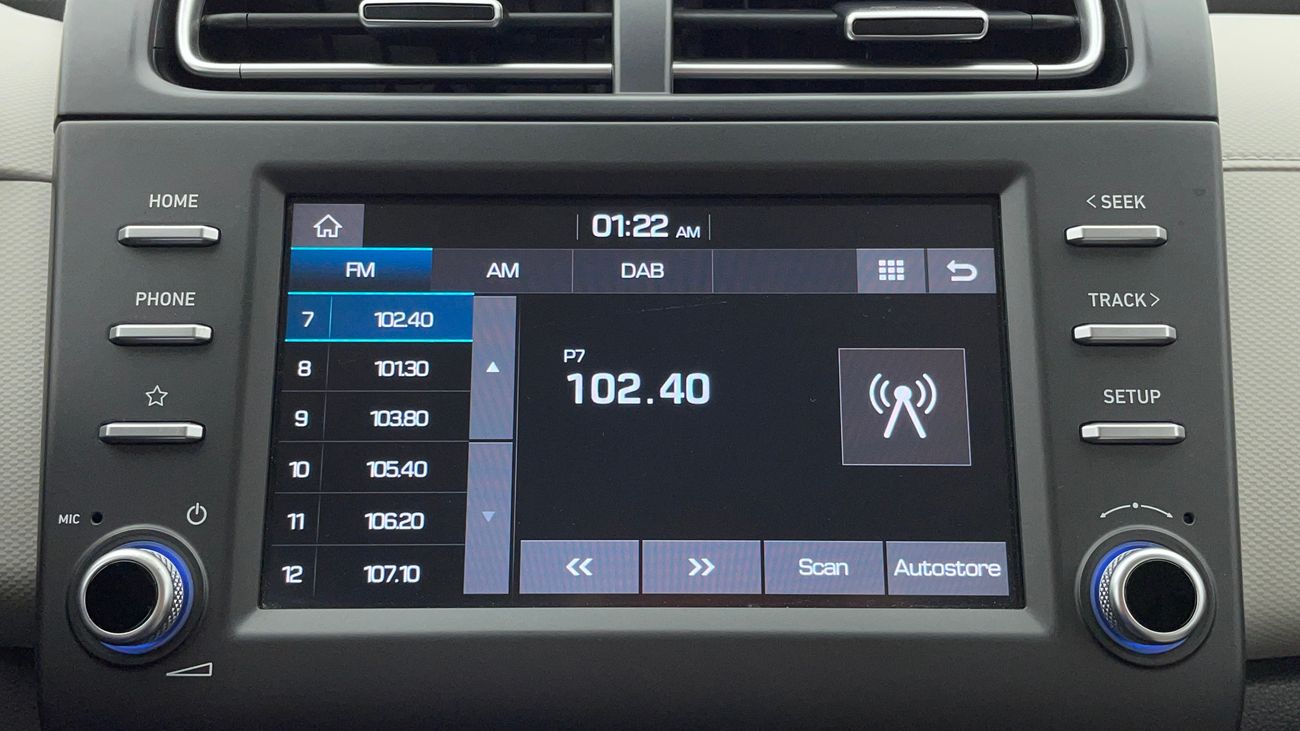 HOME
PHONE
MIC
01:22 AM
FM AM DAB
7 102.40
8 101.30
9 103.80
10 105.40
11 106.20
12 107.10
P7
102.40
Scan Autostore
< SEEK
TRACK >
SETUP